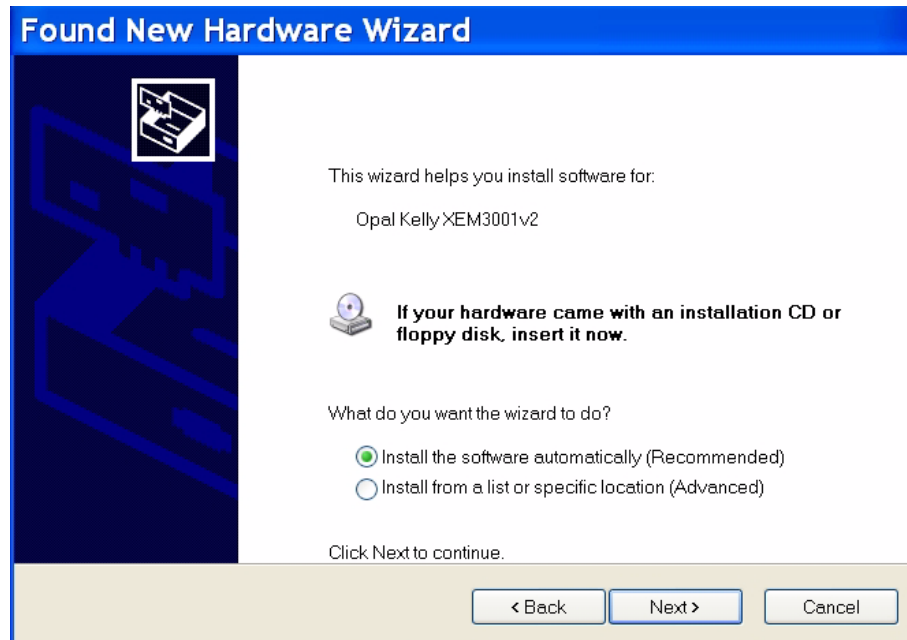 Found New Hardware Wizard
This wizard helps you install software for:
Opal Kelly XEM3001v2
If your hardware came with an installation CD or
floppy disk, insert it now.
What do you want the wizard to do?
Install the software automatically (Recommended)
Install from a list or specific location (Advanced)
Click Next to continue.
< Back Next > Cancel